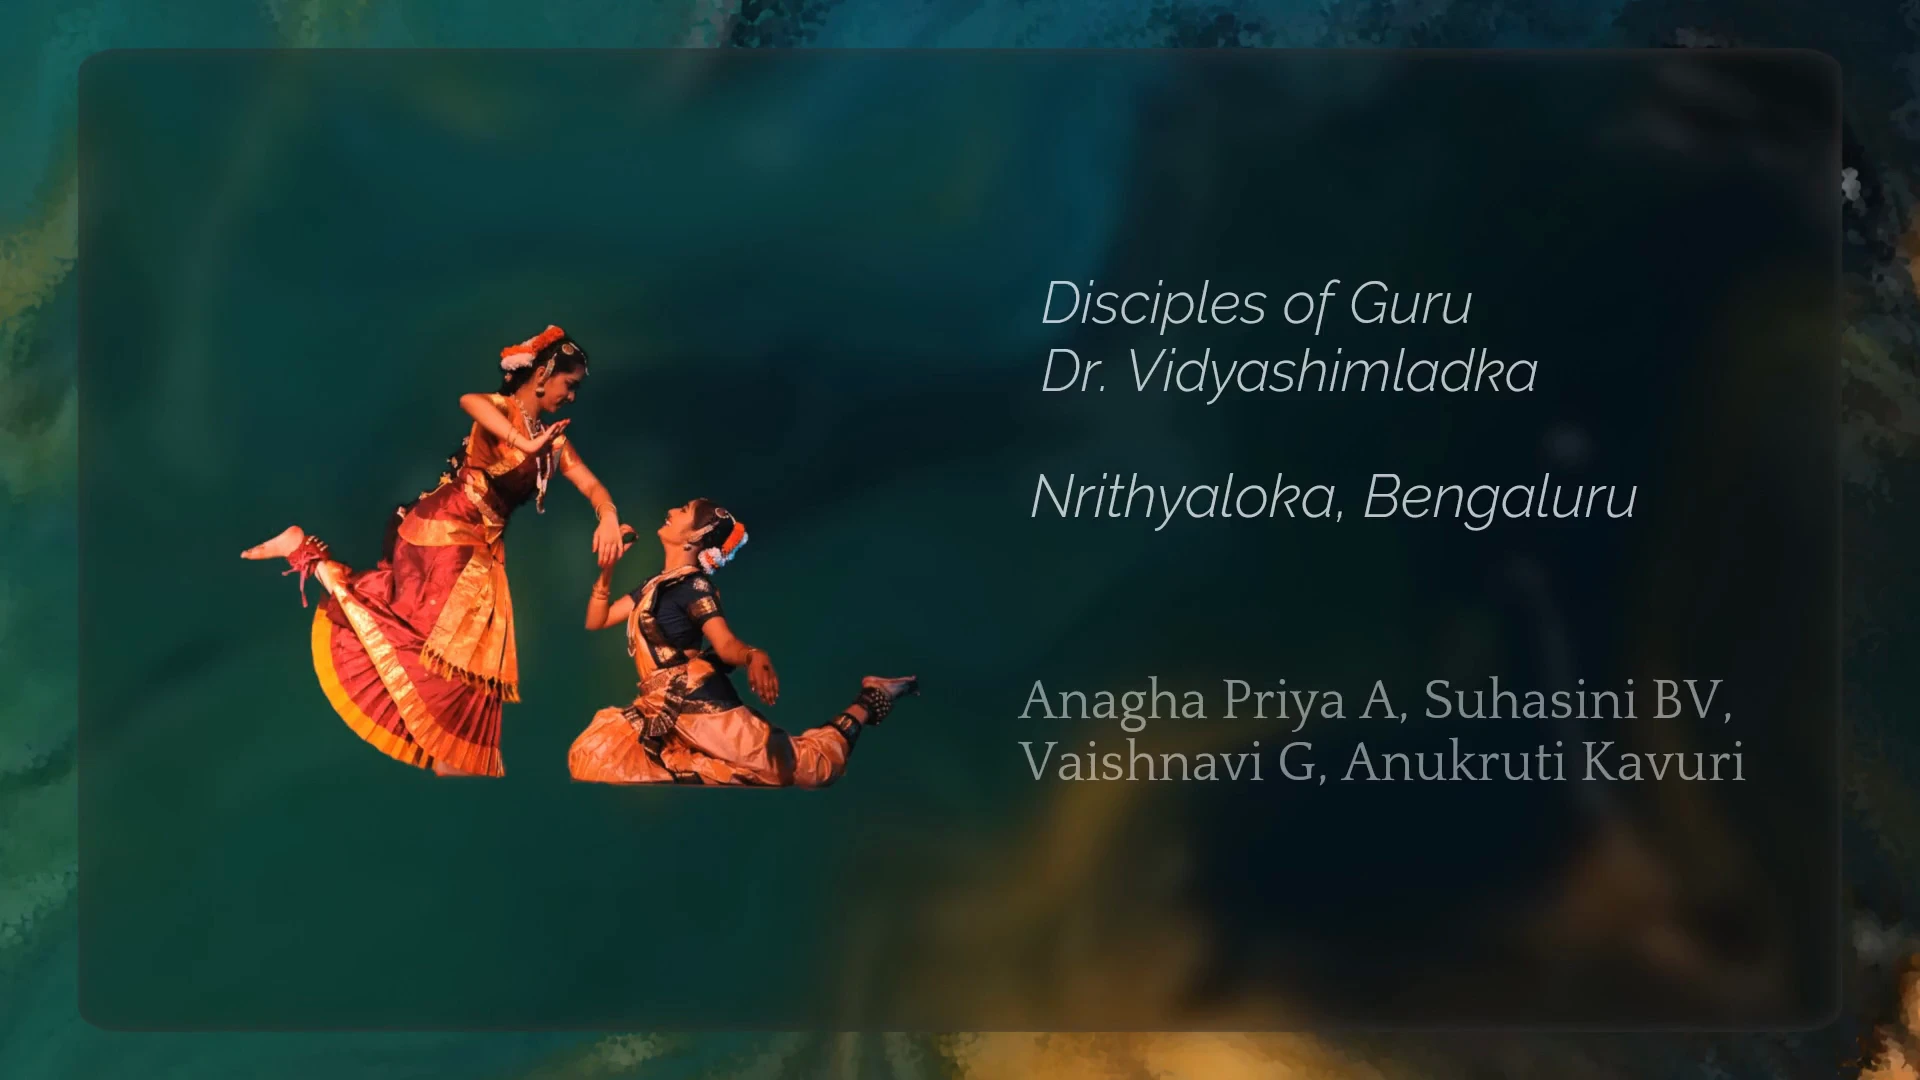 Disciples of Guru
Dr. Vidyashimladka
Nrithyaloka, Bengaluru
Anagha Priya A, Suhasini BV,
Vaishnavi G, Anukruti Kavuri